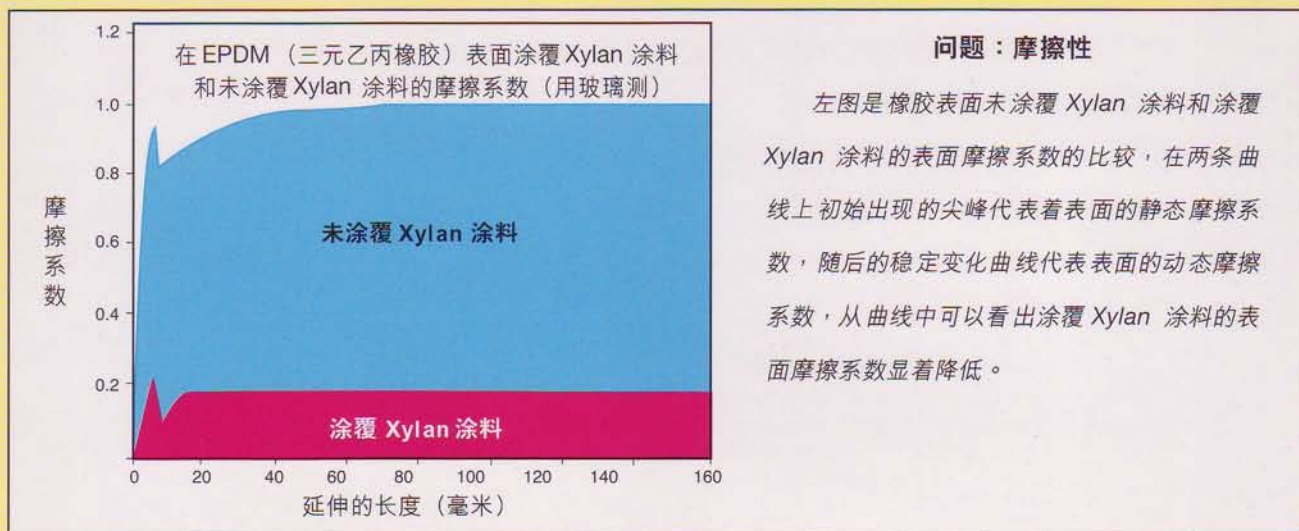 在 EPDM （三元乙丙橡胶）表面涂覆 Xylan 涂料
和未涂覆 Xylan 涂料的摩擦系数（用玻璃测）
1.2
1.0
0.8
0.6
0.4
0.2
摩擦系数
未涂覆 Xylan 涂料
涂覆 Xylan 涂料
0 20 40 60 80 100 120 140 160
延伸的长度（毫米）
问题：摩擦性
左图是橡胶表面未涂覆 Xylan 涂料和涂覆
Xylan 涂料的表面摩擦系数的比较，在两条曲
线上初始出现的尖峰代表着表面的静态摩擦系
数，随后的稳定变化曲线代表表面的动态摩擦
系数，从曲线中可以看出涂覆 Xylan 涂料的表
面摩擦系数显着降低。